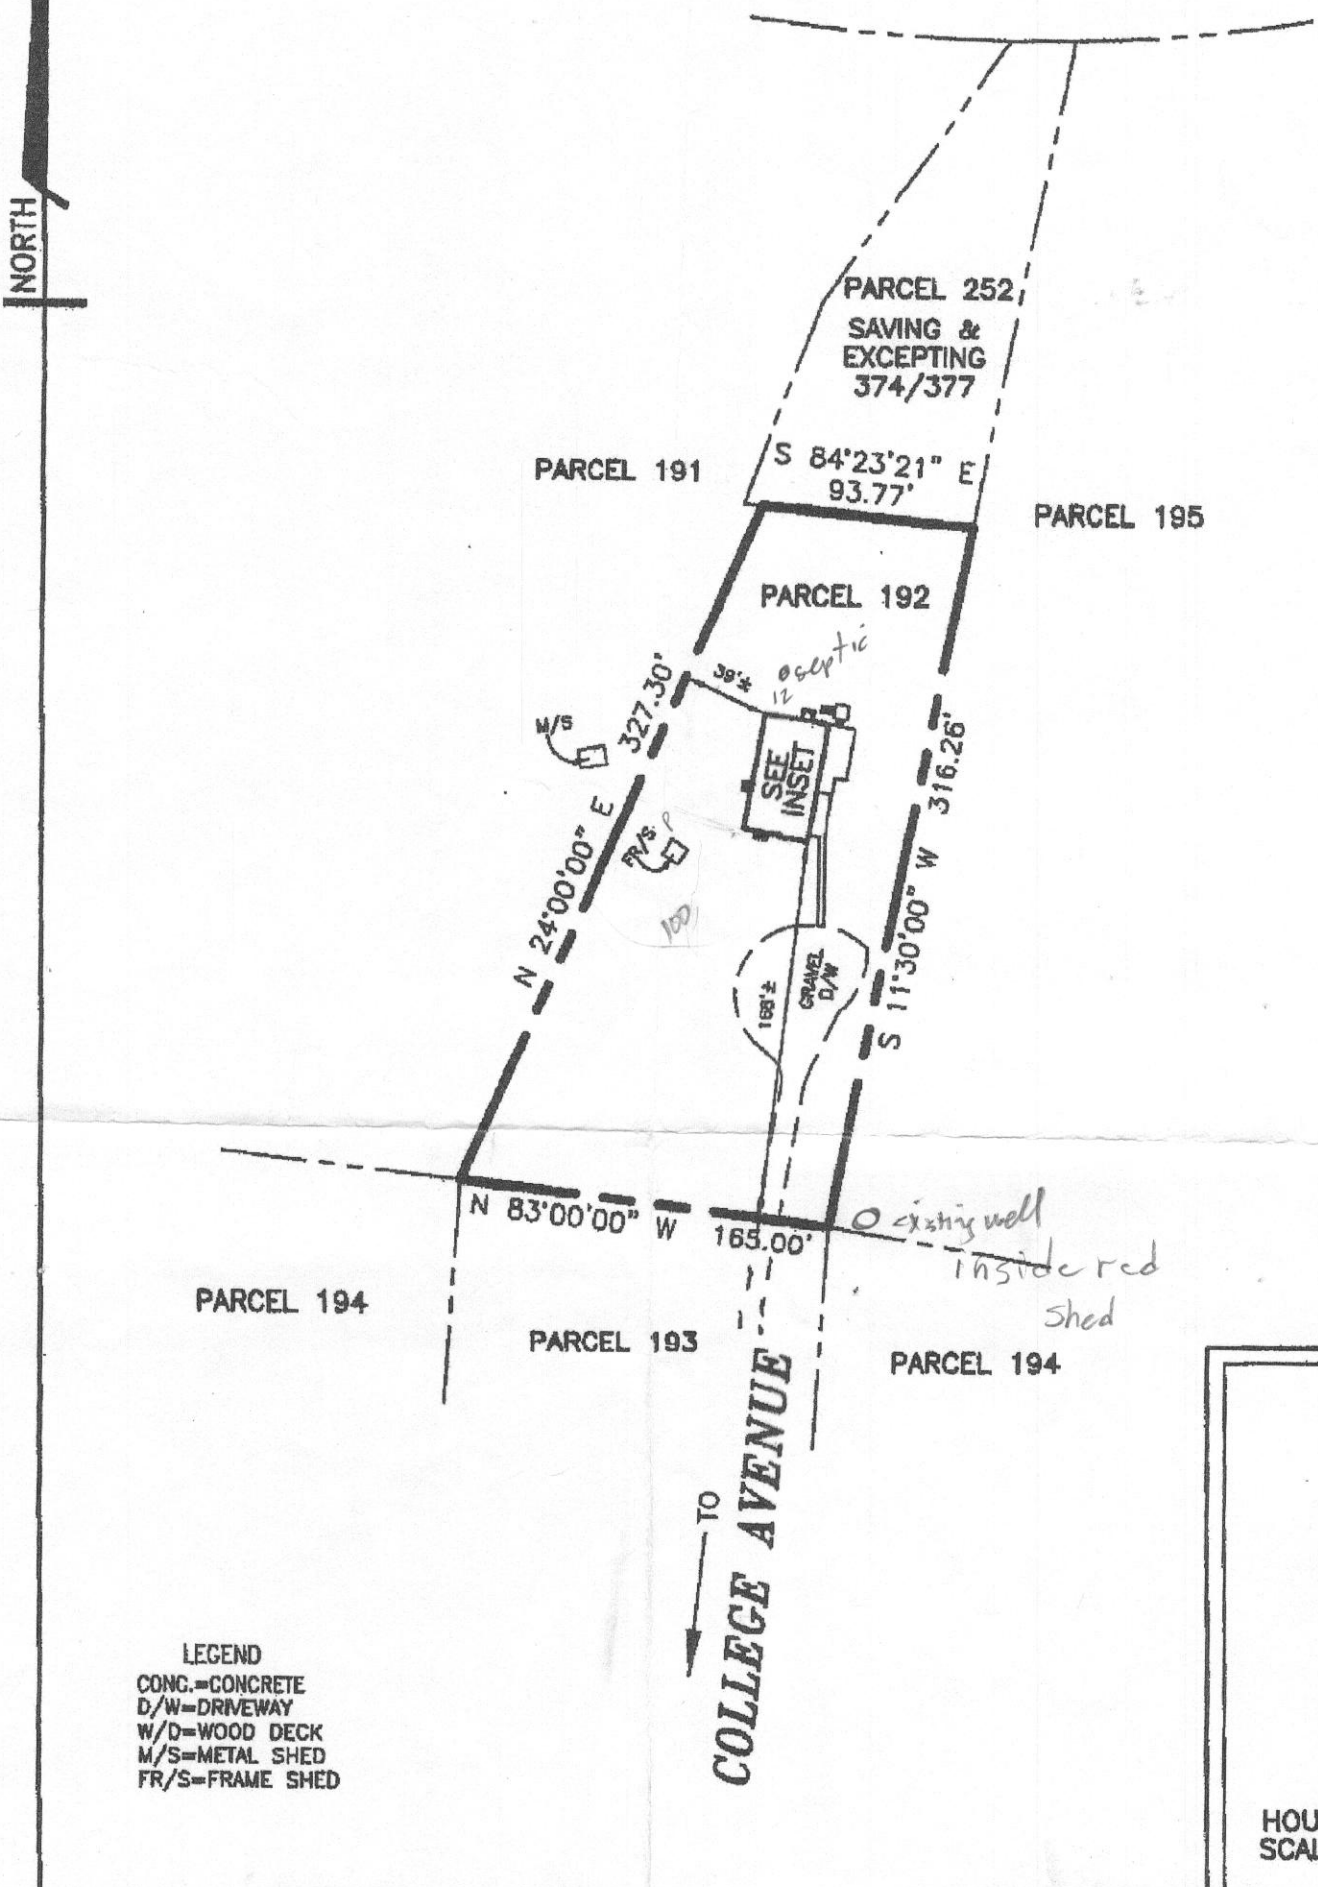 NORTH
PARCEL 252
SAVING &
EXCEPTING
374/377
PARCEL 191
S 84°23'21" E
93.77'
PARCEL 195
PARCEL 192
septic
39'±
12
327.30"
M/S
SEE
INSET
316.26'
N 24°00'00" E
FR/S
P
100
S 11°30'00" W
GRAVEL
D/W
168'±
N 83°00'00" W
165.00'
existing well
inside red
shed
PARCEL 194
PARCEL 193
PARCEL 194
TO
COLLEGE AVENUE
LEGEND
CONC.=CONCRETE
D/W=DRIVEWAY
W/D=WOOD DECK
M/S=METAL SHED
FR/S=FRAME SHED
HOU
SCAL